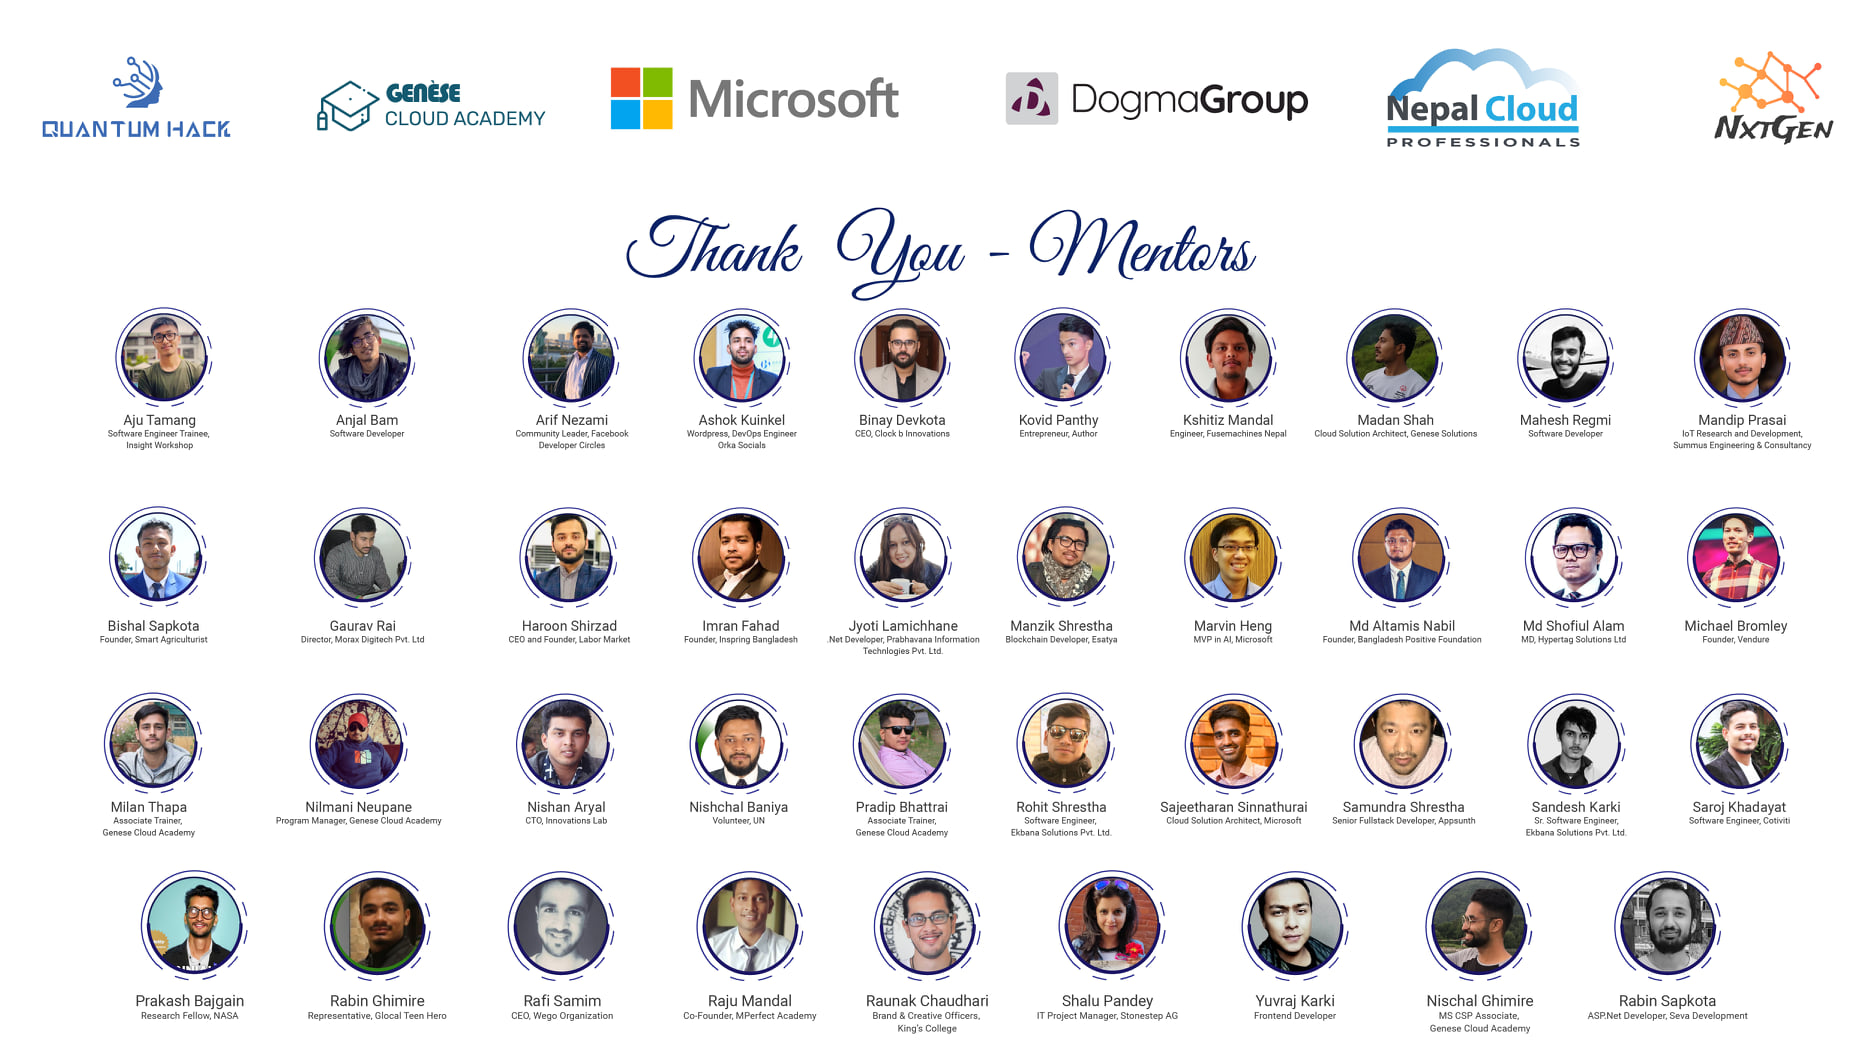 QUANTUM HACK
GENÈSE
CLOUD ACADEMY
Microsoft
DogmaGroup
Nepal Cloud
PROFESSIONALS
NXTGEN
Thank You - Mentors
Aju Tamang
Software Engineer Trainee,
Insight Workshop
Anjal Bam
Software Developer
Arif Nezami
Community Leader, Facebook
Developer Circles
Ashok Kuinkel
Wordpress, DevOps Engineer
Orka Socials
Binay Devkota
CEO, Clock b Innovations
Kovid Panthy
Entrepreneur, Author
Kshitiz Mandal
Engineer, Fusemachines Nepal
Madan Shah
Cloud Solution Architect, Genese Solutions
Mahesh Regmi
Software Developer
Mandip Prasai
IoT Research and Development,
Summus Engineering & Consultancy
Bishal Sapkota
Founder, Smart Agriculturist
Gaurav Rai
Director, Morax Digitech Pvt. Ltd
Haroon Shirzad
CEO and Founder, Labor Market
Imran Fahad
Founder, Inspring Bangladesh
Jyoti Lamichhane
.Net Developer, Prabhavana Information
Technlogies Pvt. Ltd.
Manzik Shrestha
Blockchain Developer, Esatya
Marvin Heng
MVP in AI, Microsoft
Md Altamis Nabil
Founder, Bangladesh Positive Foundation
Md Shofiul Alam
MD, Hypertag Solutions Ltd
Michael Bromley
Founder, Vendure
Milan Thapa
Associate Trainer,
Genese Cloud Academy
Nilmani Neupane
Program Manager, Genese Cloud Academy
Nishan Aryal
CTO, Innovations Lab
Nishchal Baniya
Volunteer, UN
Pradip Bhattrai
Associate Trainer,
Genese Cloud Academy
Rohit Shrestha
Software Engineer,
Ekbana Solutions Pvt. Ltd.
Sajeetharan Sinnathurai
Cloud Solution Architect, Microsoft
Samundra Shrestha
Senior Fullstack Developer, Appsunth
Sandesh Karki
Sr. Software Engineer,
Ekbana Solutions Pvt. Ltd.
Saroj Khadayat
Software Engineer, Cotiviti
Prakash Bajgain
Research Fellow, NASA
Rabin Ghimire
Representative, Glocal Teen Hero
Rafi Samim
CEO, Wego Organization
Raju Mandal
Co-Founder, MPerfect Academy
Raunak Chaudhari
Brand & Creative Officers,
King's College
Shalu Pandey
IT Project Manager, Stonestep AG
Yuvraj Karki
Frontend Developer
Nischal Ghimire
MS CSP Associate,
Genese Cloud Academy
Rabin Sapkota
ASP.Net Developer, Seva Development